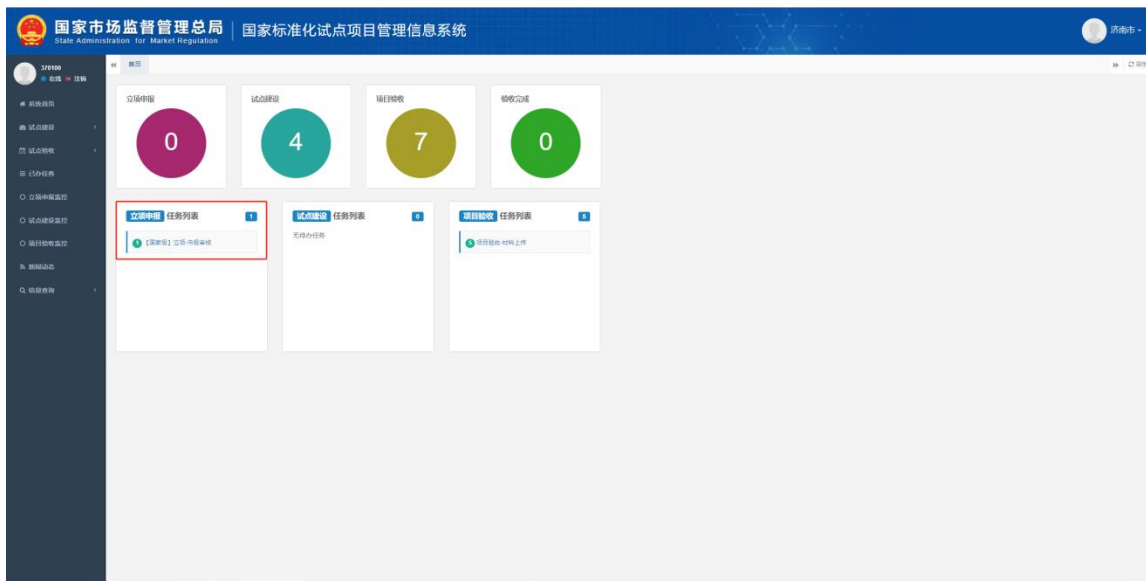 国家市场监督管理总局
State Administration for Market Regulation
国家标准化试点项目管理信息系统
济南市
370100
在线 注销
首页
系统首页
试点建设
试点验收
已办任务
立项申报监控
试点建设监控
项目验收监控
新闻动态
信息查询
立项申报
0
试点建设
4
项目验收
7
验收完成
0
立项申报 任务列表 1
1 【国家级】立项-市级审核
试点建设 任务列表 0
无待办任务
项目验收 任务列表 5
5 项目验收-材料上传